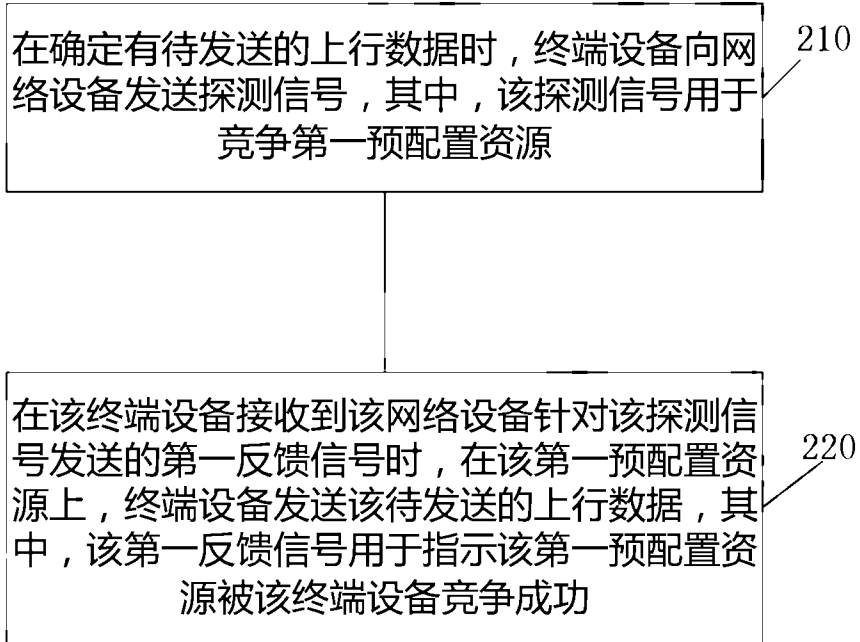 在确定有待发送的上行数据时，终端设备向网
络设备发送探测信号，其中，该探测信号用于
竞争第一预配置资源
210
在该终端设备接收到该网络设备针对该探测信
号发送的第一反馈信号时，在该第一预配置资
源上，终端设备发送该待发送的上行数据，其
中，该第一反馈信号用于指示该第一预配置资
源被该终端设备竞争成功
220